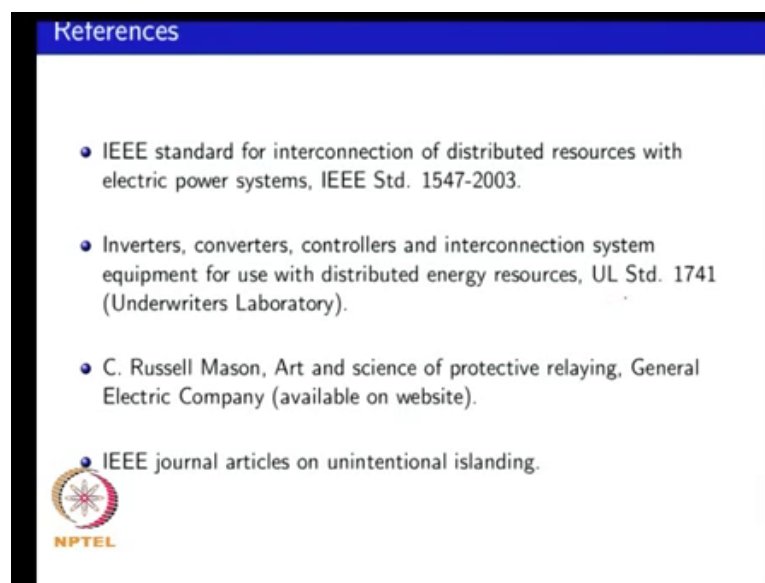 References
IEEE standard for interconnection of distributed resources with
electric power systems, IEEE Std. 1547-2003.
Inverters, converters, controllers and interconnection system
equipment for use with distributed energy resources, UL Std. 1741
(Underwriters Laboratory).
C. Russell Mason, Art and science of protective relaying, General
Electric Company (available on website).
IEEE journal articles on unintentional islanding.
NPTEL